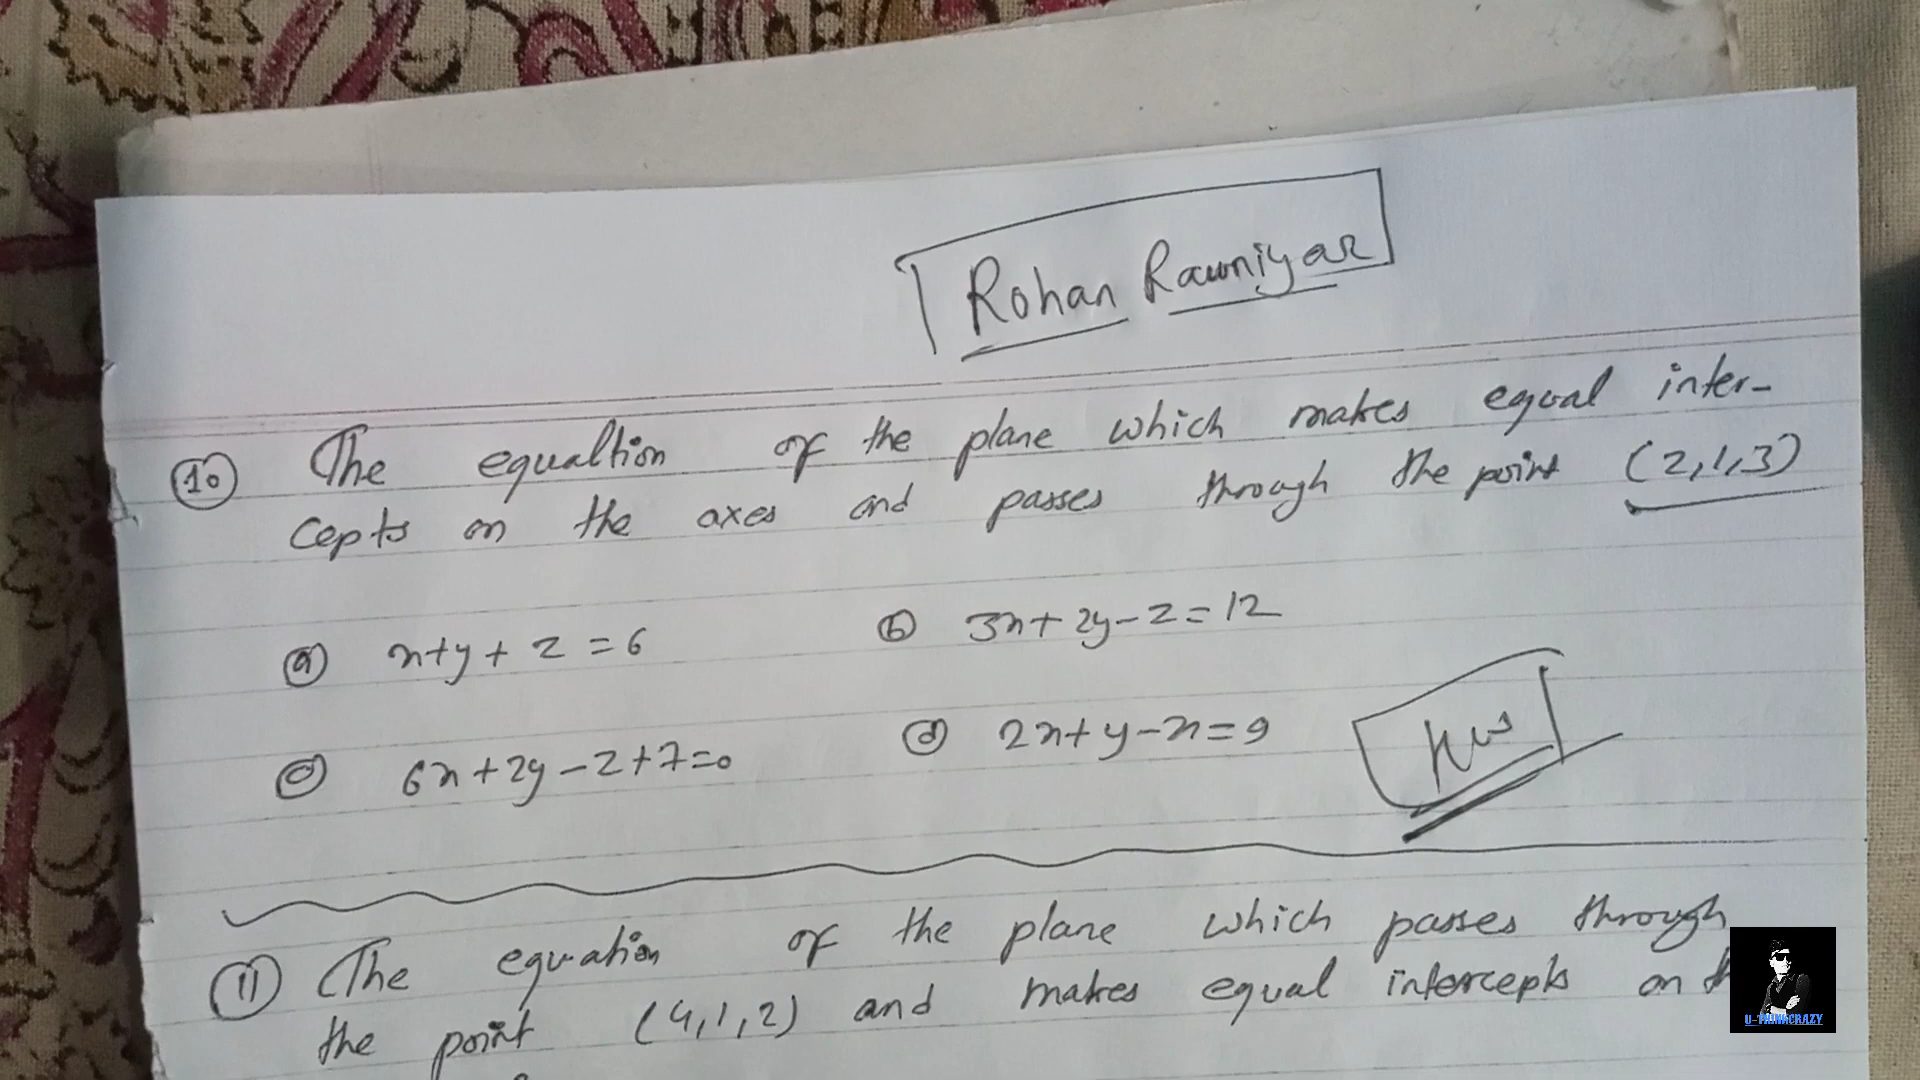 Rohan Rauniyar
10 The equaltion of the plane which makes equal inter-
cepts on the axes and passes through the point (2,1,3)
a x+y+z=6
b 3x+2y-z=12
c 6x+2y-z+7=0
d 2x+y-x=9
11 The equation of the plane which passes through
the point (4,1,2) and makes equal intercepts on
U-THINKCRAZY